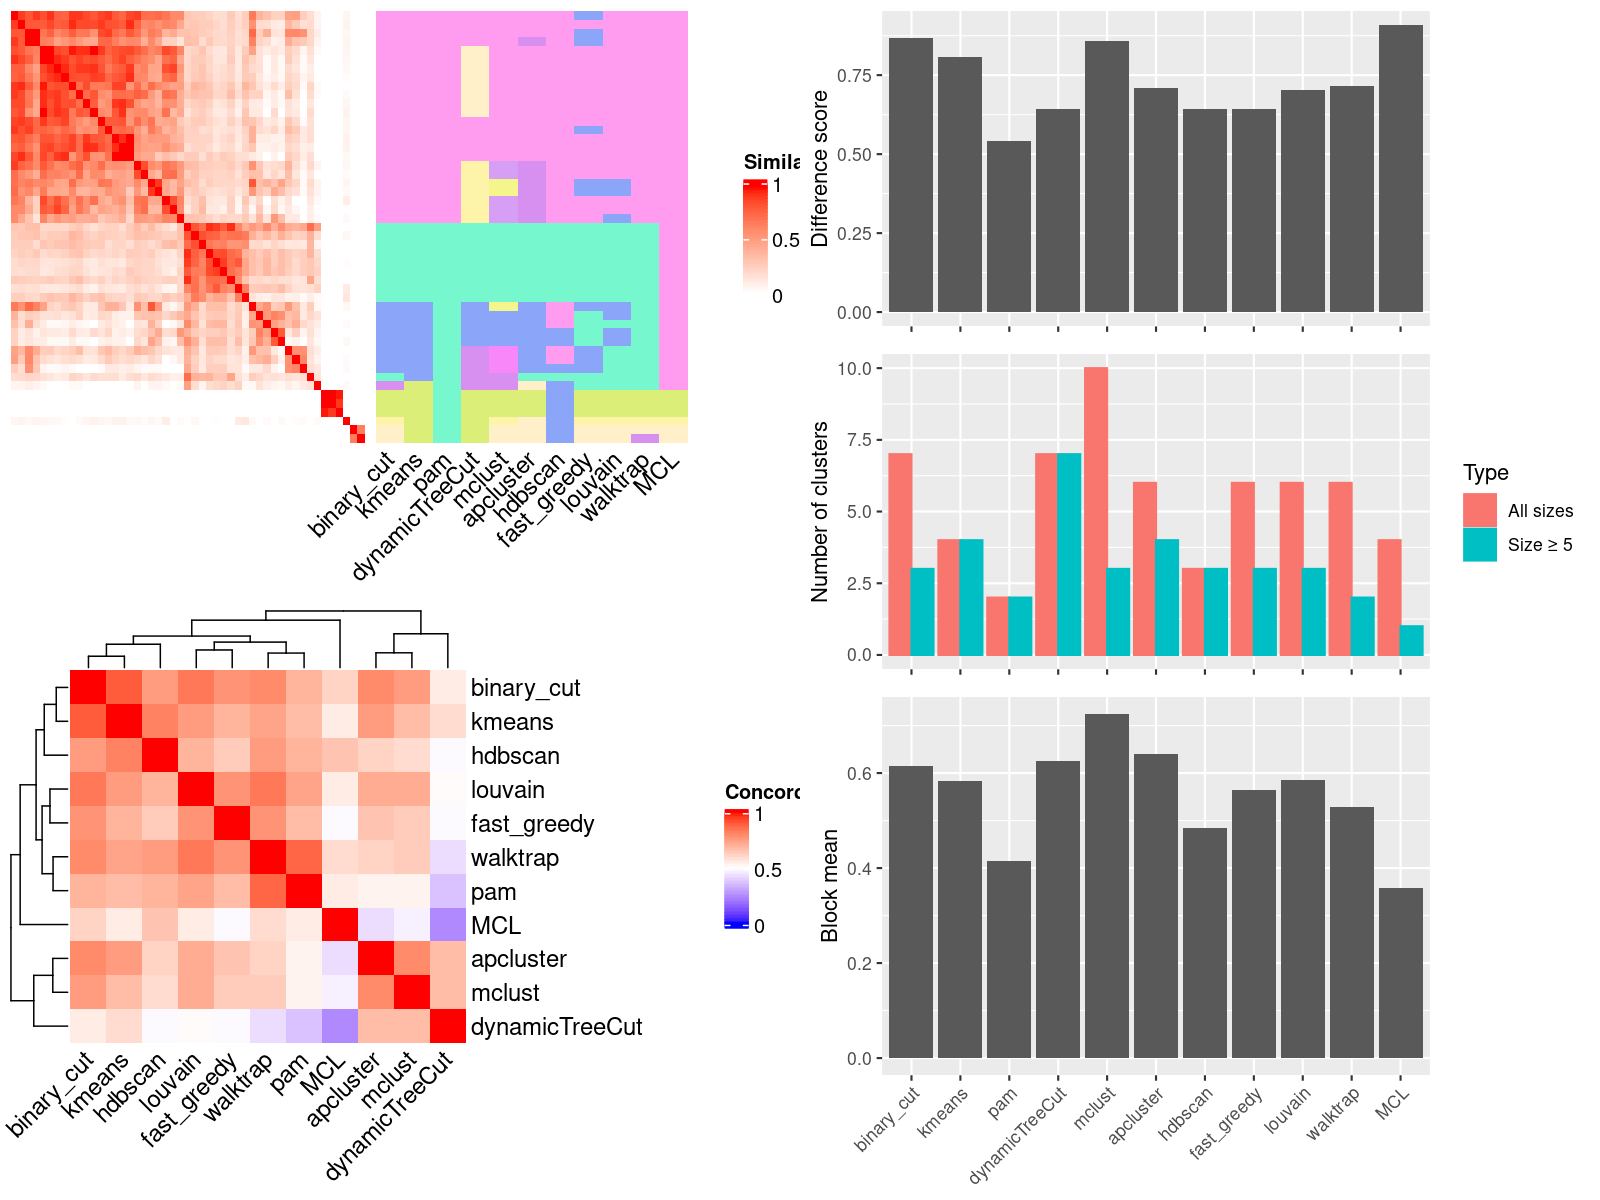 Simila
1
0.5
0
binary_cut
kmeans
pam
dynamicTreeCut
mclust
apcluster
hdbscan
fast_greedy
louvain
walktrap
MCL
binary_cut
kmeans
hdbscan
louvain
fast_greedy
walktrap
pam
MCL
apcluster
mclust
dynamicTreeCut
binary_cut
kmeans
hdbscan
louvain
fast_greedy
walktrap
pam
MCL
apcluster
mclust
dynamicTreeCut
Concord
1
0.5
0
Difference score
0.75
0.50
0.25
0.00
Number of clusters
10.0
7.5
5.0
2.5
0.0
Type
All sizes
Size ≥ 5
Block mean
0.6
0.4
0.2
0.0
binary_cut
kmeans
pam
dynamicTreeCut
mclust
apcluster
hdbscan
fast_greedy
louvain
walktrap
MCL